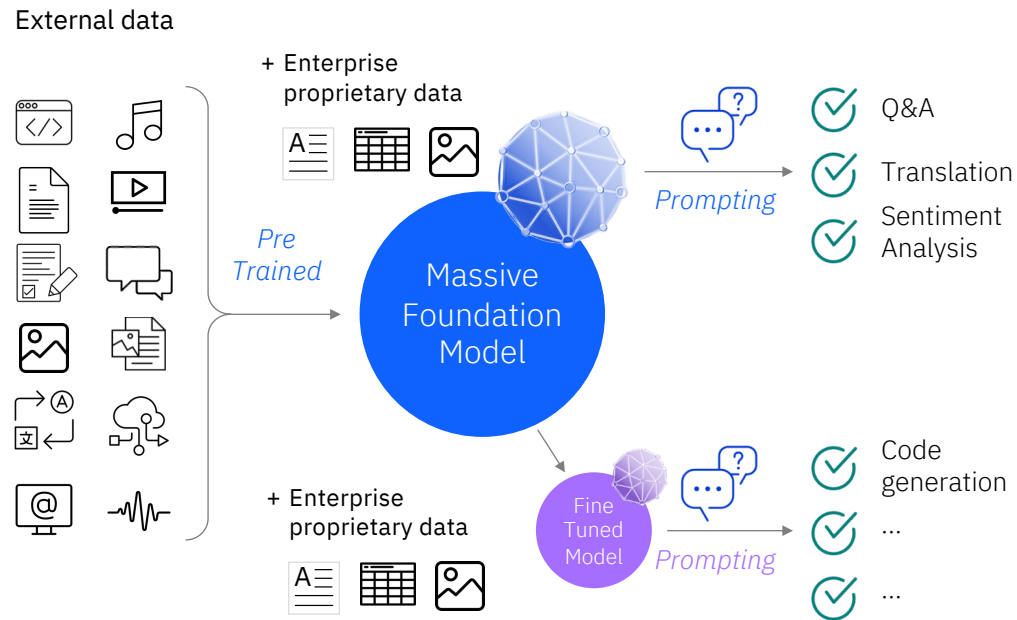 External data
+ Enterprise
proprietary data
</>
A
?
...
Q&A
Prompting
Translation
Sentiment
Analysis
Pre
Trained
Massive
Foundation
Model
A
文
@
+ Enterprise
proprietary data
A
Fine
Tuned
Model
?
...
Prompting
Code
generation
...
...